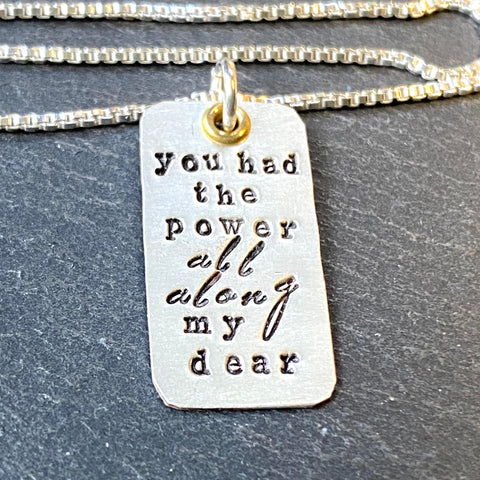 you had
the
power
all
along
my
dear